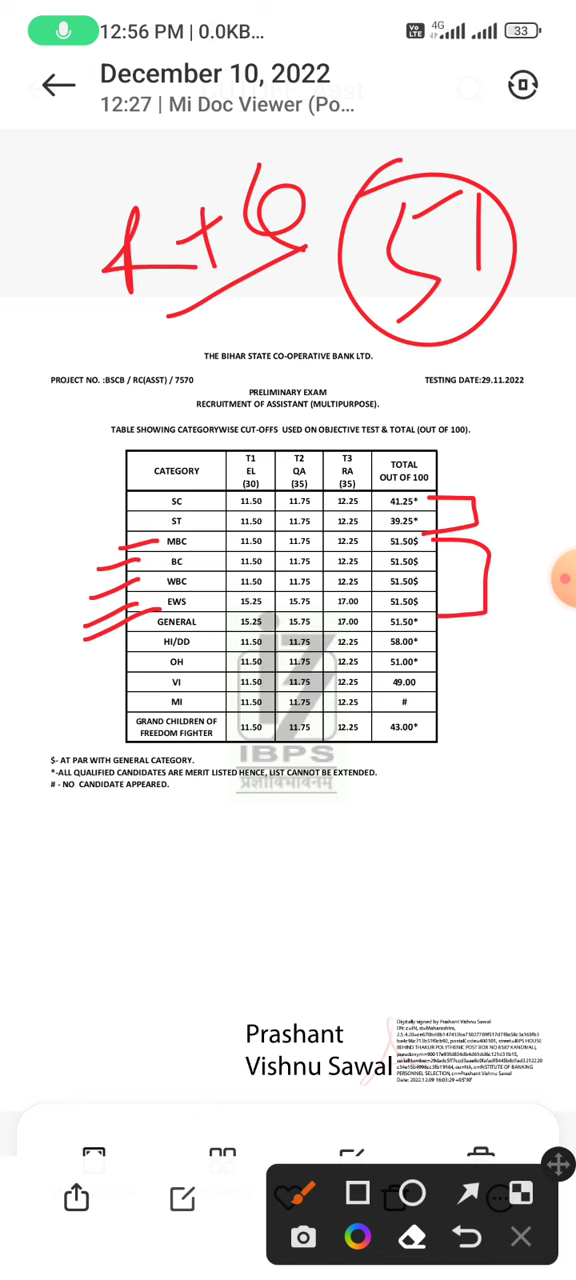 12:56 PM | 0.0KB... Vo LTE 4G 33
December 10, 2022
12:27 | Mi Doc Viewer (Po...
51
THE BIHAR STATE CO-OPERATIVE BANK LTD.
PROJECT NO. :BSCB / RC(ASST) / 7570 TESTING DATE:29.11.2022
PRELIMINARY EXAM
RECRUITMENT OF ASSISTANT (MULTIPURPOSE).
TABLE SHOWING CATEGORYWISE CUT-OFFS USED ON OBJECTIVE TEST & TOTAL (OUT OF 100).
CATEGORY T1 EL (30) T2 QA (35) T3 RA (35) TOTAL OUT OF 100
SC 11.50 11.75 12.25 41.25*
ST 11.50 11.75 12.25 39.25*
MBC 11.50 11.75 12.25 51.50$
BC 11.50 11.75 12.25 51.50$
WBC 11.50 11.75 12.25 51.50$
EWS 15.25 15.75 17.00 51.50$
GENERAL 15.25 15.75 17.00 51.50*
HI/DD 11.50 11.75 12.25 58.00*
OH 11.50 11.75 12.25 51.00*
VI 11.50 11.75 12.25 49.00
MI 11.50 11.75 12.25 #
GRAND CHILDREN OF FREEDOM FIGHTER 11.50 11.75 12.25 43.00*
IBPS
$- AT PAR WITH GENERAL CATEGORY.
*-ALL QUALIFIED CANDIDATES ARE MERIT LISTED HENCE, LIST CANNOT BE EXTENDED.
# - NO CANDIDATE APPEARED.
Prashant
Vishnu Sawal
Digitally signed by Prashant Vishnu Sawal